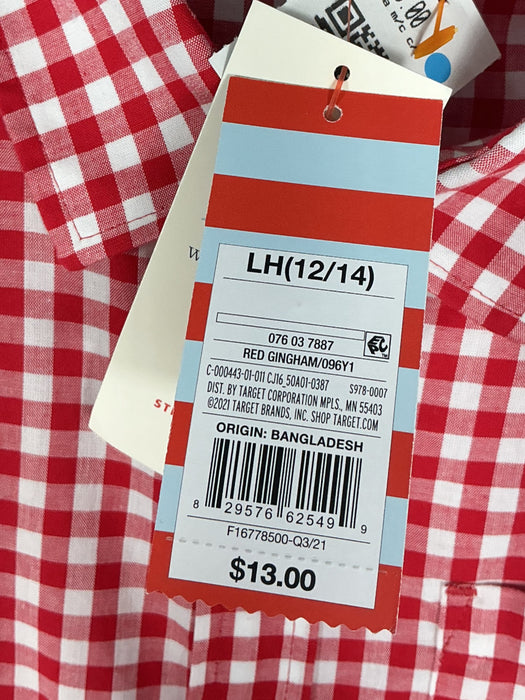 LH(12/14)
076 03 7887
RED GINGHAM/096Y1
C-000443-01-011 CJ16_50A01-0387 S978-0007
DIST. BY TARGET CORPORATION MPLS., MN 55403
©2021 TARGET BRANDS, INC. SHOP TARGET.COM
ORIGIN: BANGLADESH
8 29576 62549 9
F16778500-Q3/21
$13.00